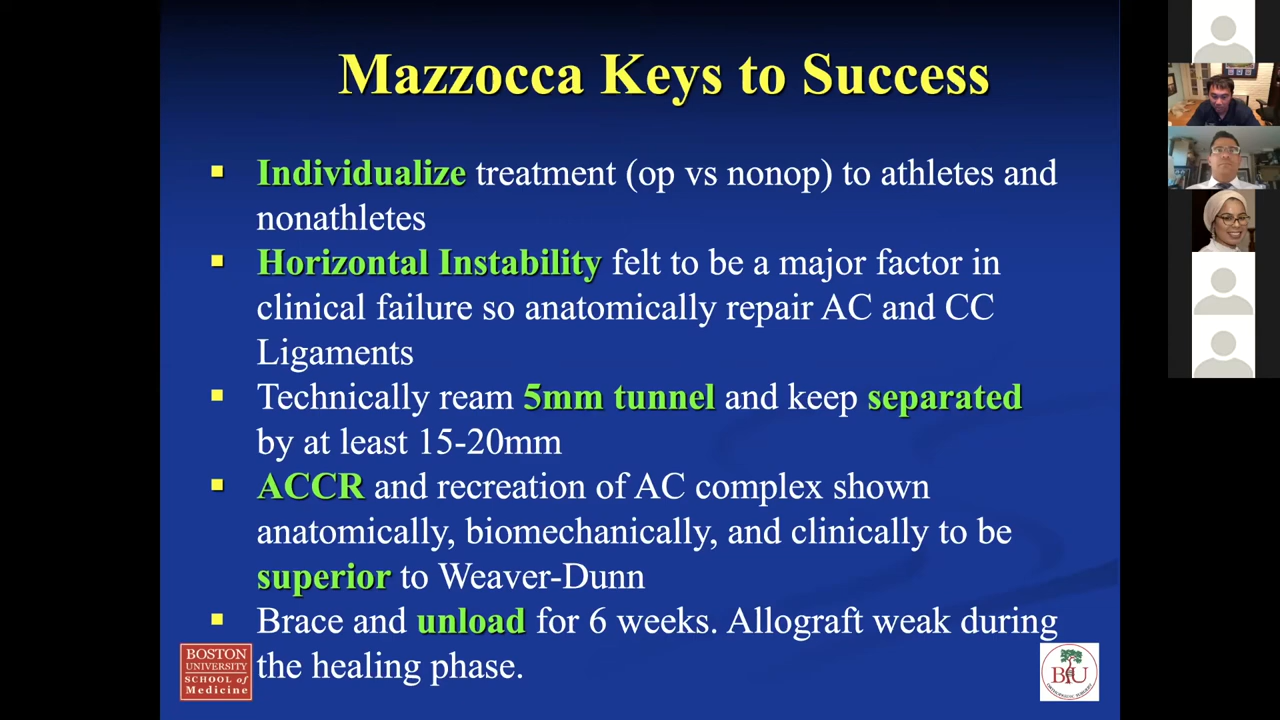 Mazzocca Keys to Success
Individualize treatment (op vs nonop) to athletes and
nonathletes
Horizontal Instability felt to be a major factor in
clinical failure so anatomically repair AC and CC
Ligaments
Technically ream 5mm tunnel and keep separated
by at least 15-20mm
ACCR and recreation of AC complex shown
anatomically, biomechanically, and clinically to be
superior to Weaver-Dunn
Brace and unload for 6 weeks. Allograft weak during
the healing phase.
BOSTON
UNIVERSITY
SCHOOL of
Medicine
BU